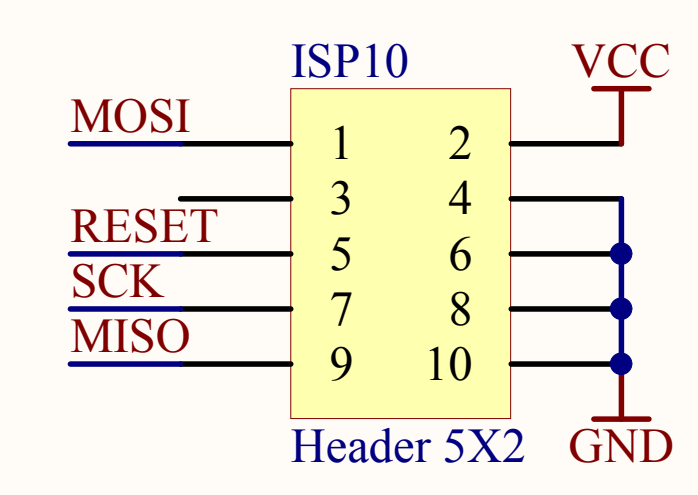 ISP10
VCC
MOSI
1 2
3 4
RESET
5 6
SCK
7 8
MISO
9 10
Header 5X2
GND